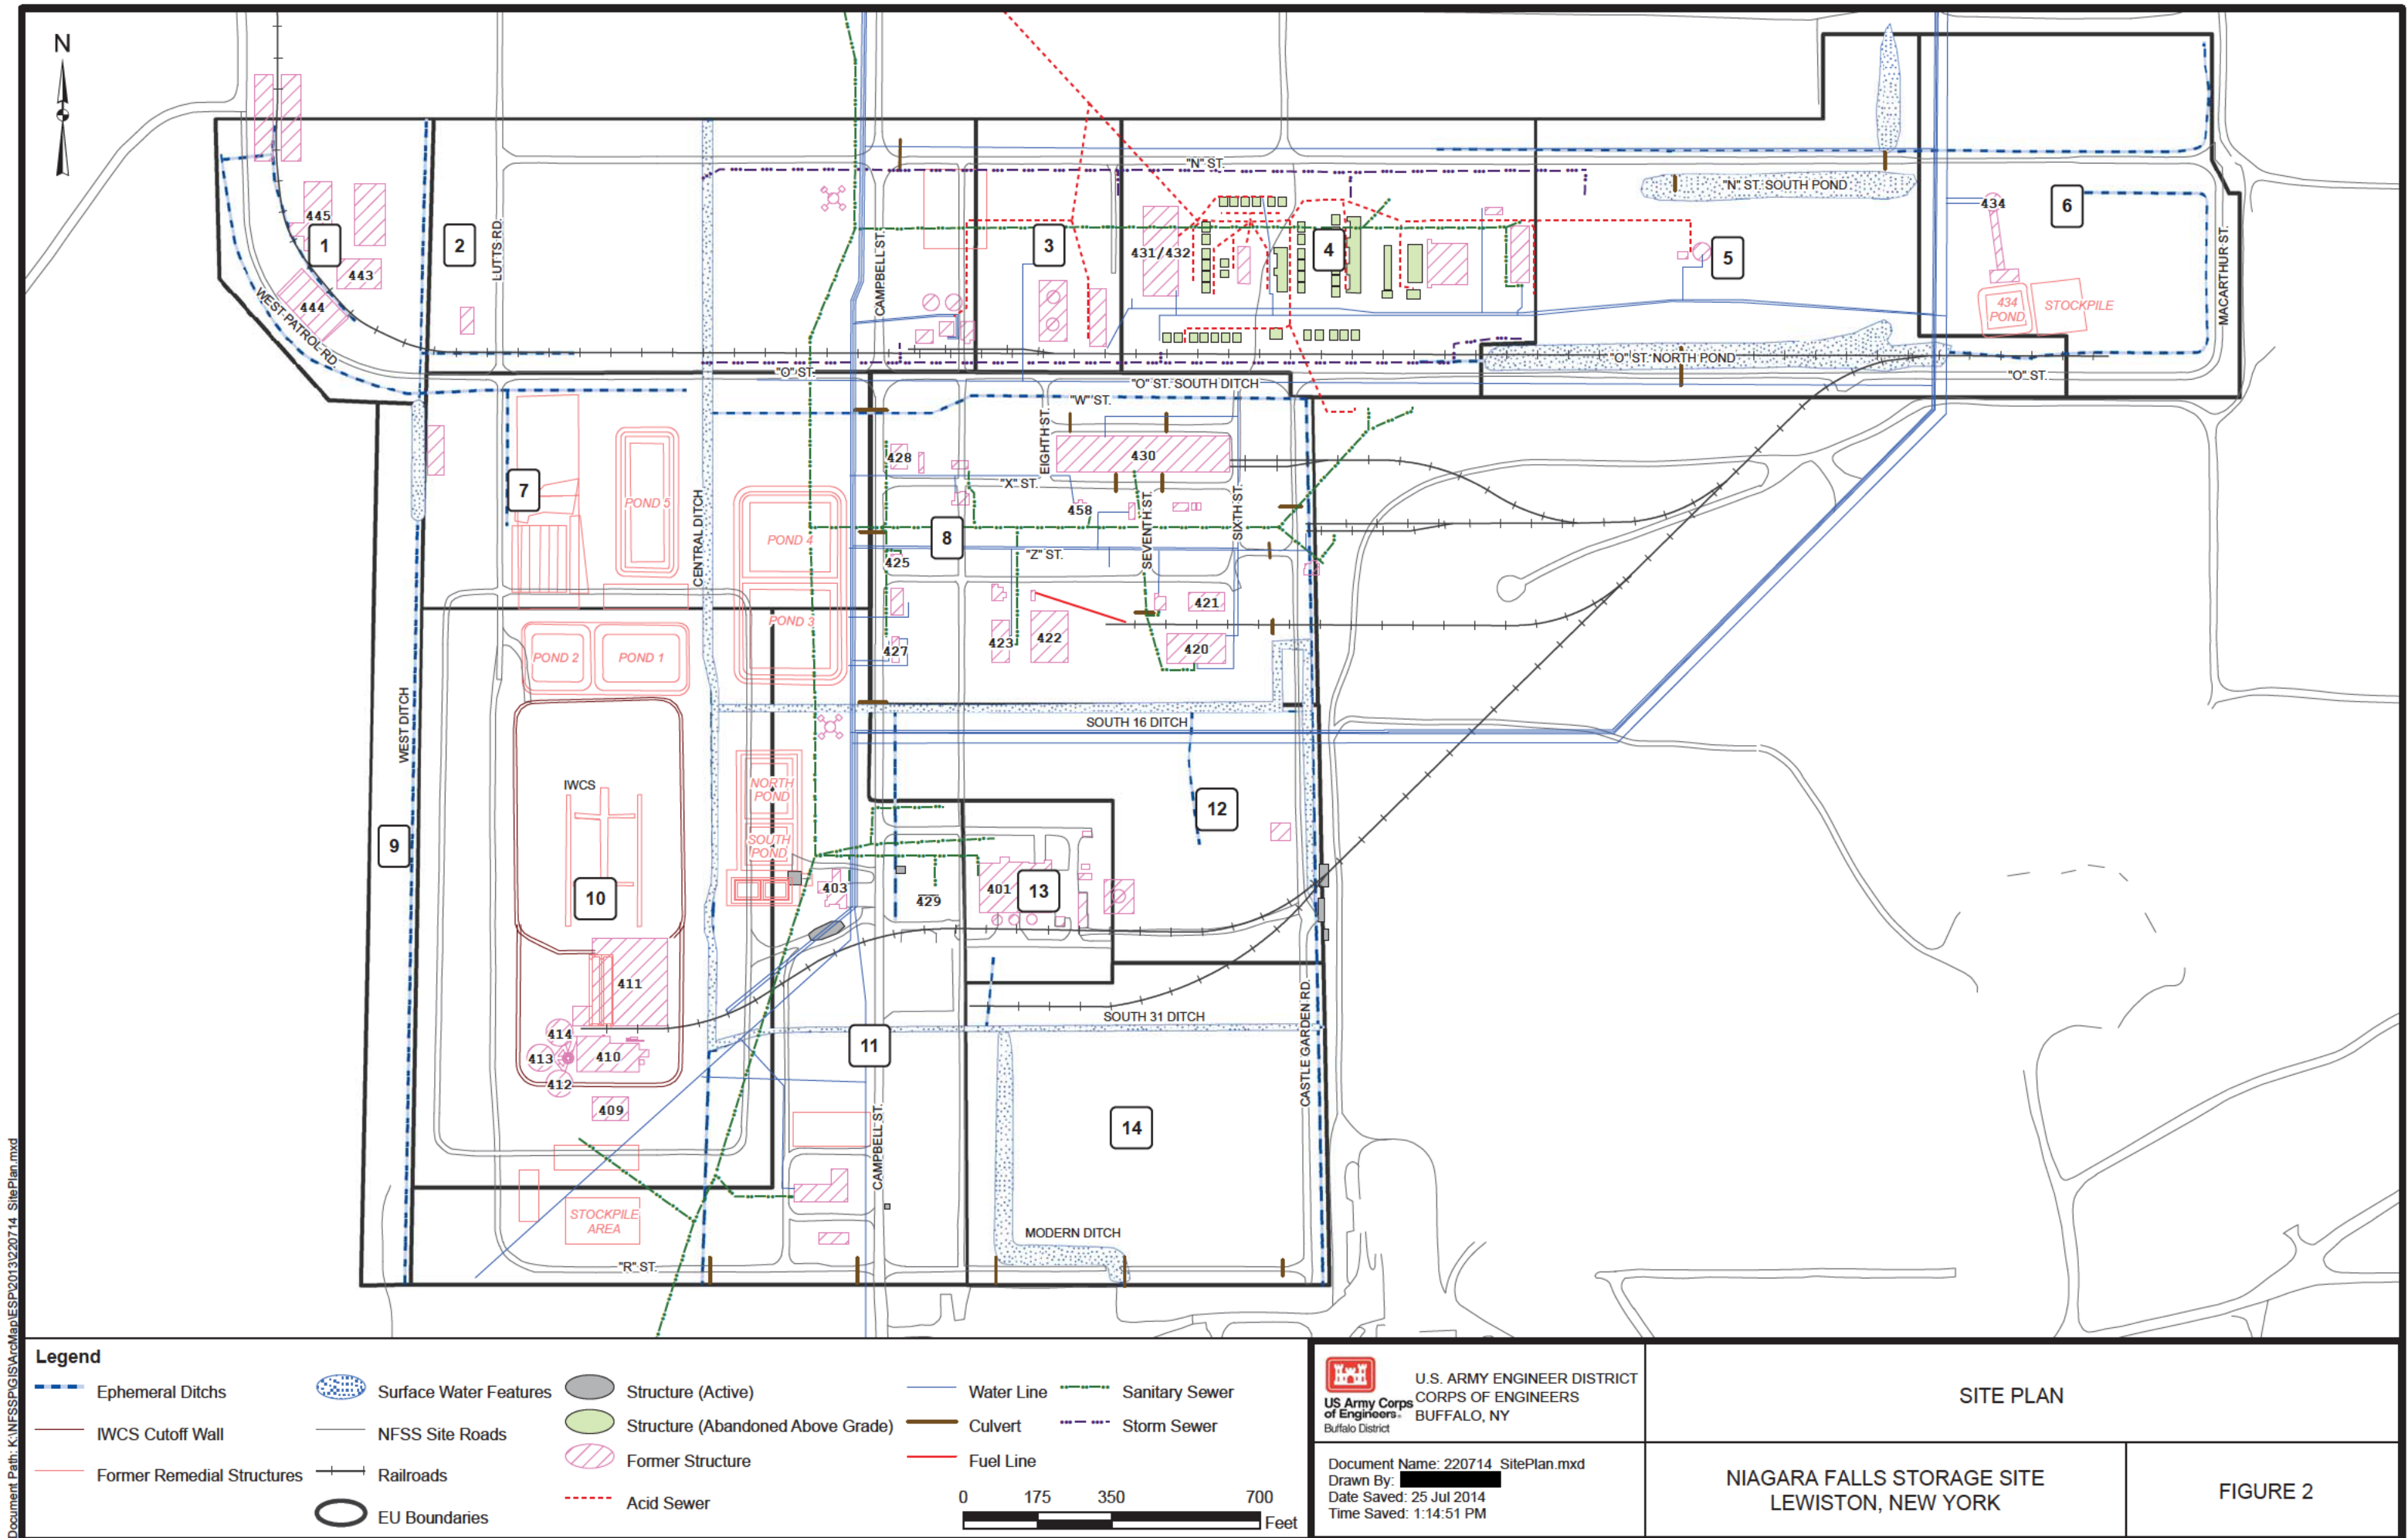 N
"N" ST.
"N" ST. SOUTH POND
434
6
445
1
2
LUTTS RD.
CAMPBELL ST.
3
431/432
4
5
MACARTHUR ST.
443
444
WEST PATROL RD
434
POND
STOCKPILE
"O" ST.
"O" ST. NORTH POND
"O" ST.
"O" ST. SOUTH DITCH
"W" ST.
EIGHTH ST.
428
430
7
POND 5
CENTRAL DITCH
"X" ST.
458
SEVENTH ST.
SIXTH ST.
POND 4
8
"Z" ST.
425
POND 3
421
POND 2
POND 1
427
423
422
420
WEST DITCH
SOUTH 16 DITCH
IWCS
NORTH
POND
12
9
SOUTH
POND
10
403
429
401
13
411
CASTLE GARDEN RD.
414
413
410
412
11
SOUTH 31 DITCH
409
CAMPBELL ST.
14
STOCKPILE
AREA
MODERN DITCH
"R" ST.
Document Path: K:\NFSSP\GIS\ArcMap\ESP\2013\220714_SitePlan.mxd
Legend
Ephemeral Ditchs
IWCS Cutoff Wall
Former Remedial Structures
Surface Water Features
NFSS Site Roads
Railroads
EU Boundaries
Structure (Active)
Structure (Abandoned Above Grade)
Former Structure
Acid Sewer
Water Line
Culvert
Fuel Line
Sanitary Sewer
Storm Sewer
0 175 350 700
Feet
US Army Corps
of Engineers®
Buffalo District
U.S. ARMY ENGINEER DISTRICT
CORPS OF ENGINEERS
BUFFALO, NY
SITE PLAN
Document Name: 220714_SitePlan.mxd
Drawn By:
Date Saved: 25 Jul 2014
Time Saved: 1:14:51 PM
NIAGARA FALLS STORAGE SITE
LEWISTON, NEW YORK
FIGURE 2